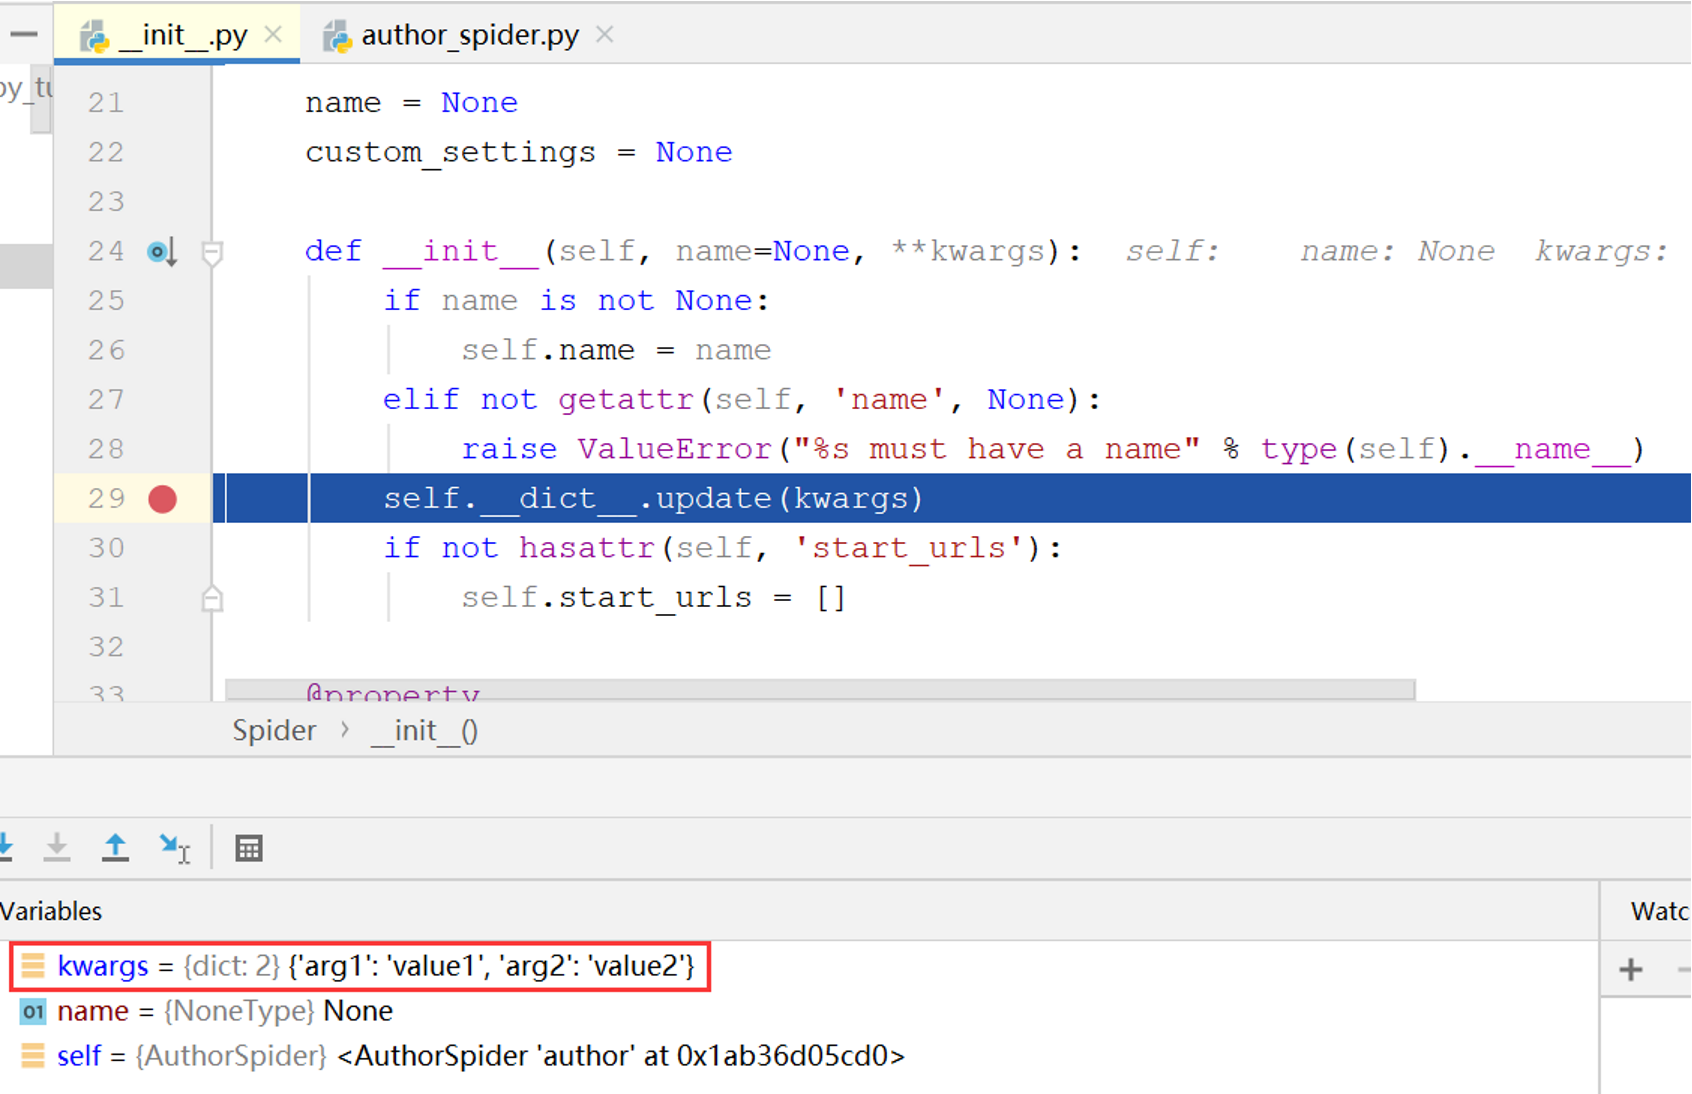 __init__.py author_spider.py
py_tu
21 name = None
22 custom_settings = None
23
24 def __init__(self, name=None, **kwargs): self: name: None kwargs:
25 if name is not None:
26 self.name = name
27 elif not getattr(self, 'name', None):
28 raise ValueError("%s must have a name" % type(self).__name__)
29 self.__dict__.update(kwargs)
30 if not hasattr(self, 'start_urls'):
31 self.start_urls = []
32
33 @property
Spider › __init__()
Variables Watc
kwargs = {dict: 2} {'arg1': 'value1', 'arg2': 'value2'}
01 name = {NoneType} None
self = {AuthorSpider} <AuthorSpider 'author' at 0x1ab36d05cd0>